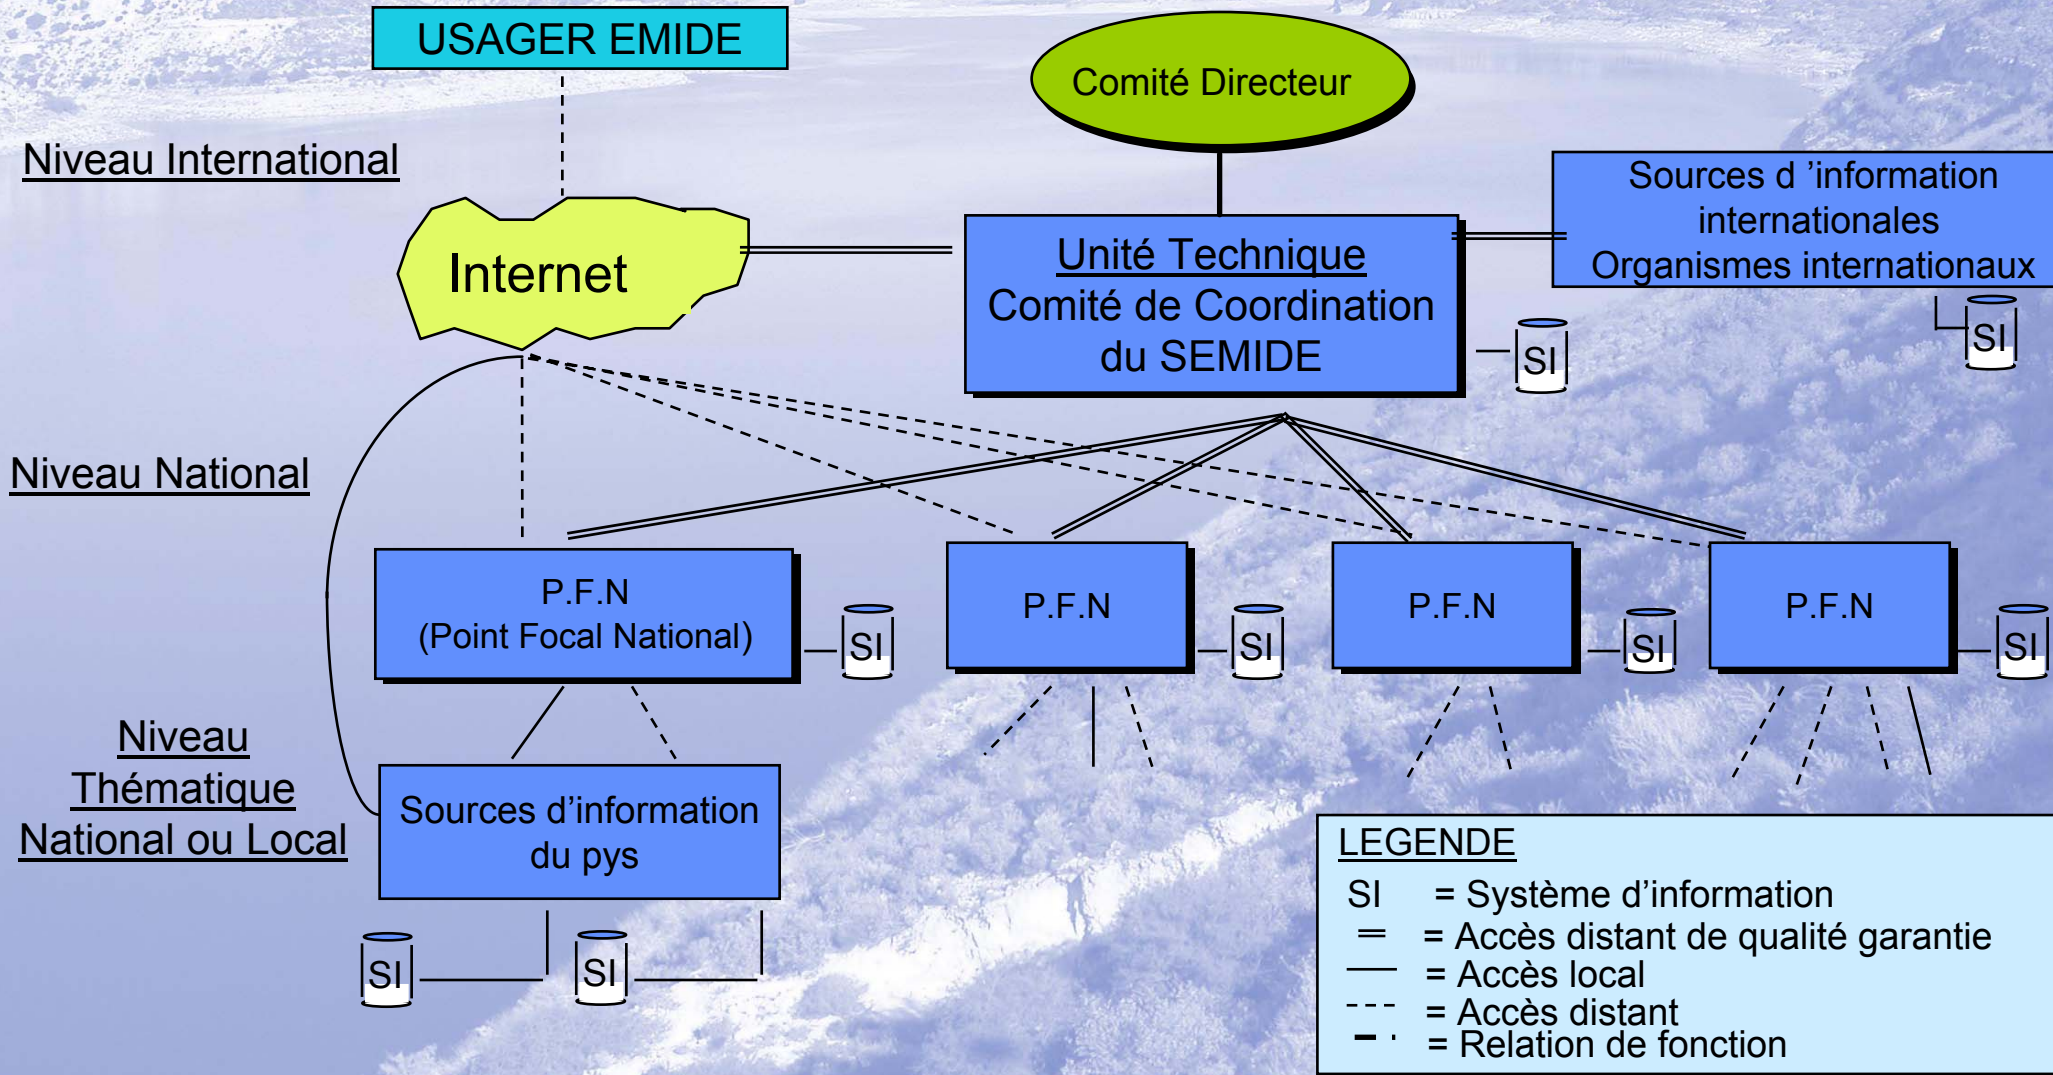 USAGER EMIDE
Comité Directeur
Niveau International
Sources d ’information
internationales
Organismes internationaux
Internet
Unité Technique
Comité de Coordination
du SEMIDE
SI
SI
Niveau National
P.F.N
(Point Focal National)
SI
P.F.N
SI
P.F.N
SI
P.F.N
SI
Niveau
Thématique
National ou Local
Sources d’information
du pys
SI
SI
LEGENDE
SI = Système d’information
= Accès distant de qualité garantie
= Accès local
= Accès distant
= Relation de fonction